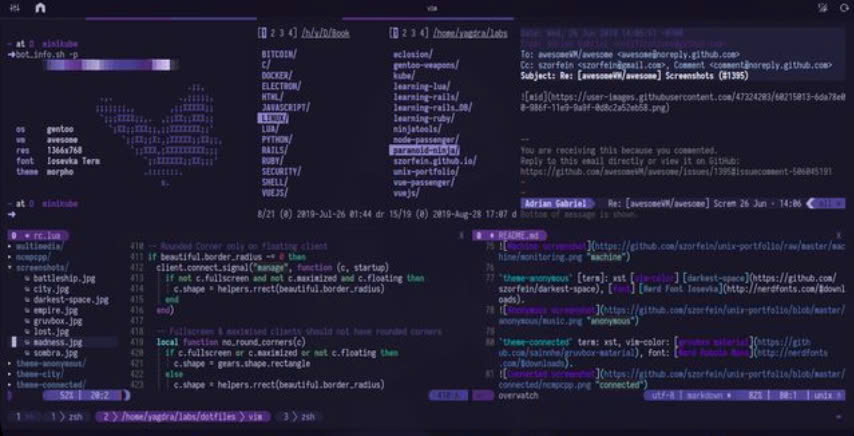 vim
at minikube
bot_info.sh -p
os gentoo
wm awesome
res 1366x768
font Iosevka Term
theme morpho
at minikube
[1 2 3 4] /h/y/D/Book
BITCOIN/
C/
DOCKER/
ELECTRON/
HTML/
JAVASCRIPT/
LINUX/
LUA/
PYTHON/
RAILS/
RUBY/
SECURITY/
SHELL/
VUEJS/
8/21 (0) 2019-Jul-26 01:44 dr
[1 2 3 4] /home/yagdra/labs
eclosion/
gentoo-weapons/
kube/
learning-lua/
learning-rails/
learning-rails_DB/
learning-ruby/
ninjatools/
node-passenger/
paranoid-ninja/
szorfein.github.io/
unix-portfolio/
vue-passenger/
vuejs/
15/19 (0) 2019-Aug-28 17:07 d
To: awesomeWM/awesome <awesome@noreply.github.com>
Cc: szorfein <szorfein@gmail.com>, Comment <comment@noreply.github.com>
Subject: Re: [awesomeWM/awesome] Screenshots (#1395)
![mid](https://user-images.githubusercontent.com/47324203/60215013-6da78e0
0-986f-11e9-9a9f-0d8c2a52eb58.png)
--
You are receiving this because you commented.
Reply to this email directly or view it on GitHub:
https://github.com/awesomeWM/awesome/issues/1395#issuecomment-506045191
Adrian Gabriel Re: [awesomeWM/awesome] Screm 26 Jun - 14:06 all
Bottom of message is shown.
0 rc.lua X
multimedia/
ncmpcpp/
screenshots/
battleship.jpg
city.jpg
darkest-space.jpg
empire.jpg
gruvbox.jpg
lost.jpg
madness.jpg
sombra.jpg
theme-anonymous/
theme-city/
theme-connected/
52% 20:2
410 -- Rounded Corner only on floating client
411 if beautiful.border_radius ~= 0 then
412 client.connect_signal("manage", function (c, startup)
413 if not c.fullscreen and not c.maximized and c.floating then
414 c.shape = helpers.rrect(beautiful.border_radius)
415 end
416 end)
417
418 -- Fullscreen & maximised clients should not have rounded corners
419 local function no_round_corners(c)
420 if c.fullscreen or c.maximized or not c.floating then
421 c.shape = gears.shape.rectangle
422 else
423 c.shape = helpers.rrect(beautiful.border_radius)
0 README.md X
75 ![Machine screenshot](https://github.com/szorfein/unix-portfolio/raw/master/mac
hine/monitoring.png "machine")
'theme-anonymous' [term]: xst [vim-color] [darkest-space](https://github.com/
szorfein/darkest-space), [font] [Nerd Font Iosevka](http://nerdfonts.com/#downl
oads).
78 ![Anonymous screenshot](https://github.com/szorfein/unix-portfolio/blob/master/
anonymous/music.png "anonymous")
'theme-connected' term: xst, vim-color: [gruvbox material](https://gith
ub.com/sainnhe/gruvbox-material), font: [Nerd Roboto Mono](http://nerdfonts
.com/#downloads).
81 ![Connected screenshot](https://github.com/szorfein/unix-portfolio/blob/master/
connected/ncmpcpp.png "connected")
overwatch
utf-8 | markdown 82% 80:1 unix
1 1 zsh 2 /home/yagdra/labs/dotfiles vim 3 zsh